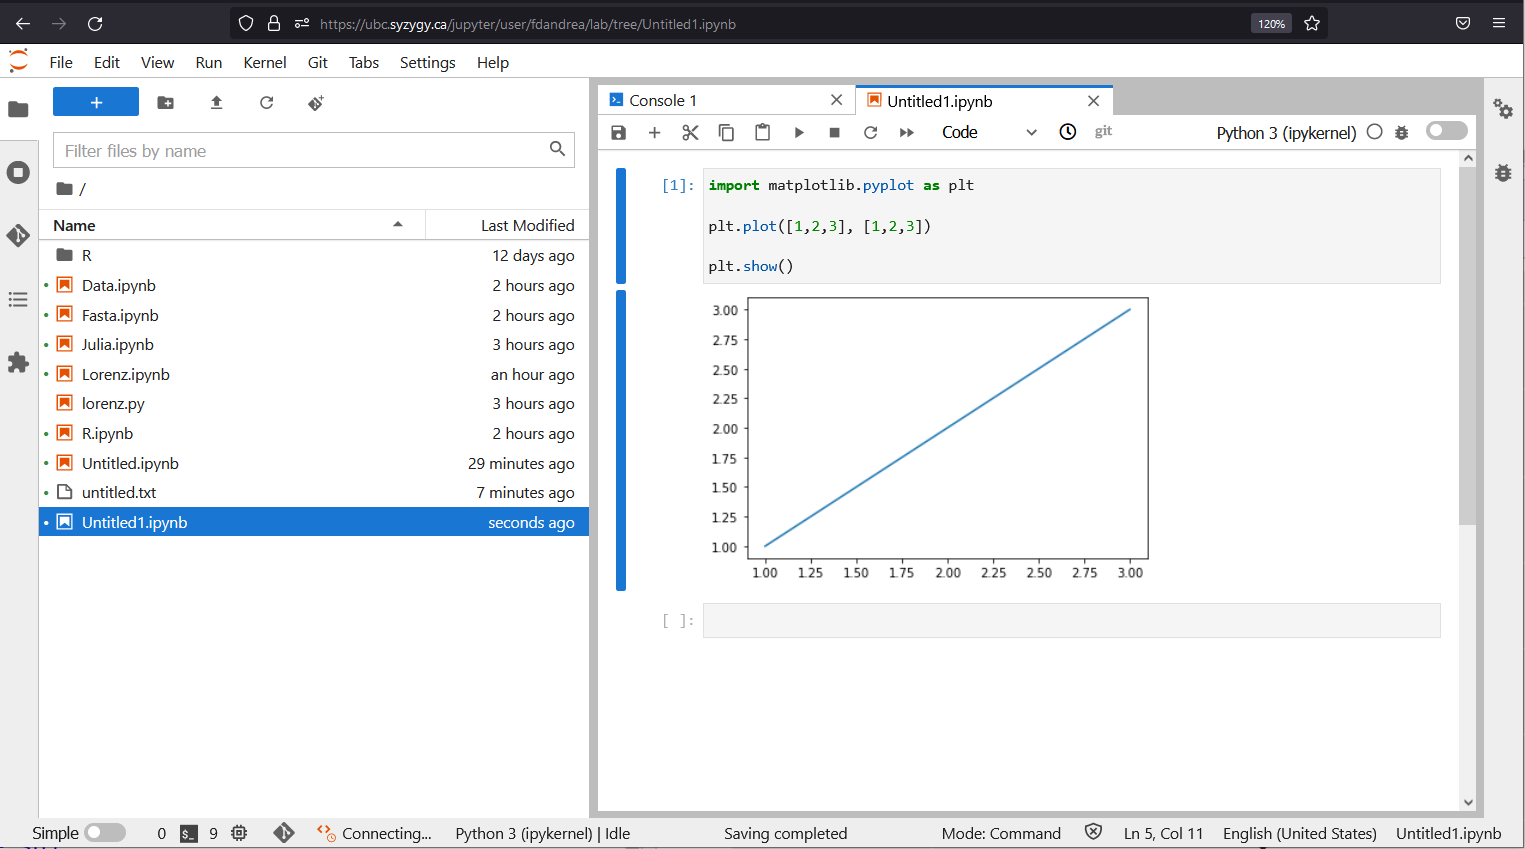 https://ubc.syzygy.ca/jupyter/user/fdandrea/lab/tree/Untitled1.ipynb
120%
File Edit View Run Kernel Git Tabs Settings Help
+
Filter files by name
/
Name Last Modified
R 12 days ago
Data.ipynb 2 hours ago
Fasta.ipynb 2 hours ago
Julia.ipynb 3 hours ago
Lorenz.ipynb an hour ago
lorenz.py 3 hours ago
R.ipynb 2 hours ago
Untitled.ipynb 29 minutes ago
untitled.txt 7 minutes ago
Untitled1.ipynb seconds ago
Console 1
Untitled1.ipynb
Code
git
Python 3 (ipykernel)
[1]: import matplotlib.pyplot as plt
plt.plot([1,2,3], [1,2,3])
plt.show()
3.00
2.75
2.50
2.25
2.00
1.75
1.50
1.25
1.00
1.00 1.25 1.50 1.75 2.00 2.25 2.50 2.75 3.00
[ ]:
Simple 0 $_ 9 Connecting... Python 3 (ipykernel) | Idle Saving completed Mode: Command Ln 5, Col 11 English (United States) Untitled1.ipynb